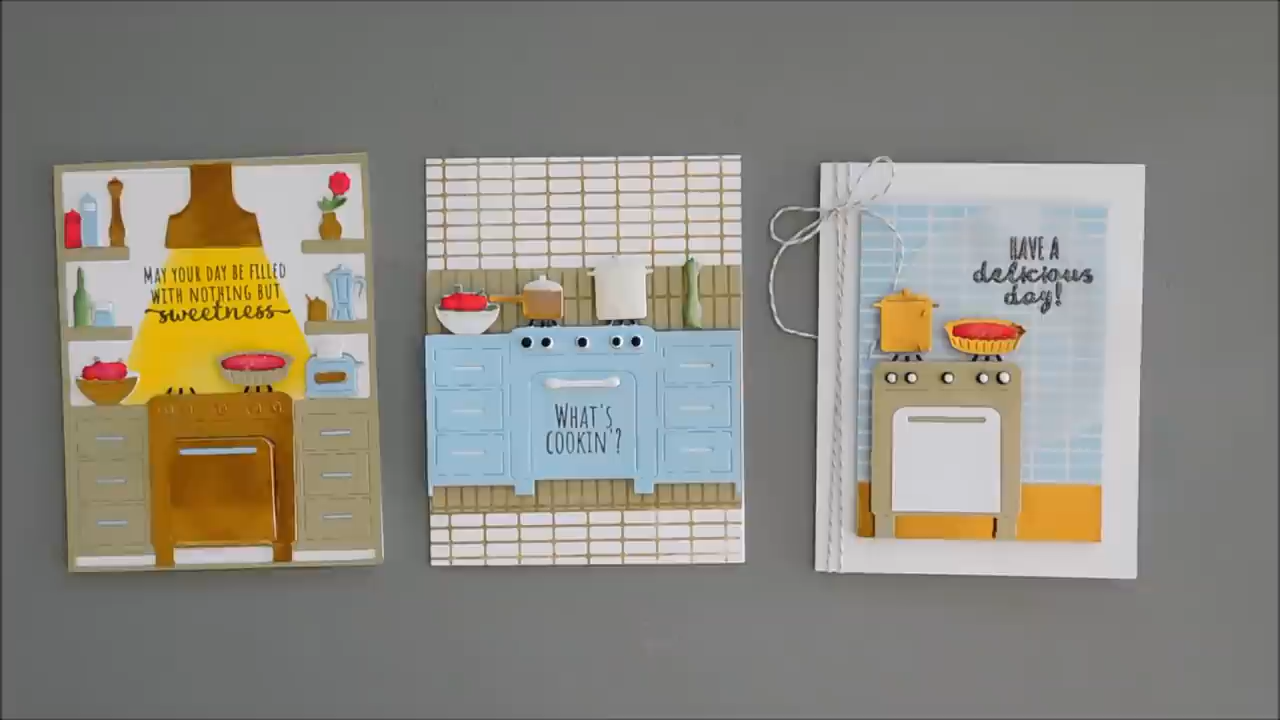 MAY YOUR DAY BE FILLED
WITH NOTHING BUT
sweetness
WHAT'S
COOKIN'?
HAVE A
delicious
day!